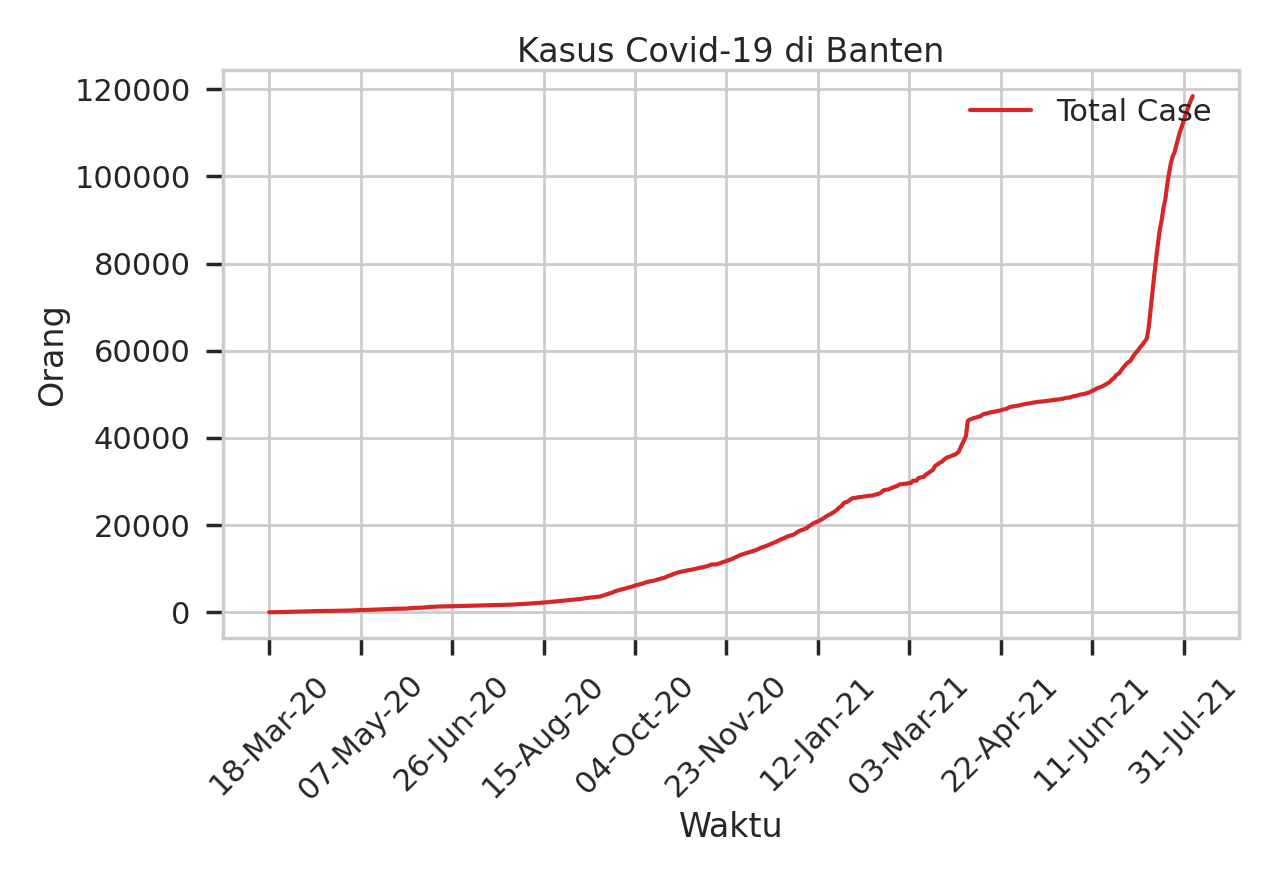 Kasus Covid-19 di Banten
Total Case
120000
100000
80000
60000
40000
20000
0
Orang
18-Mar-20
07-May-20
26-Jun-20
15-Aug-20
04-Oct-20
23-Nov-20
12-Jan-21
03-Mar-21
22-Apr-21
11-Jun-21
31-Jul-21
Waktu